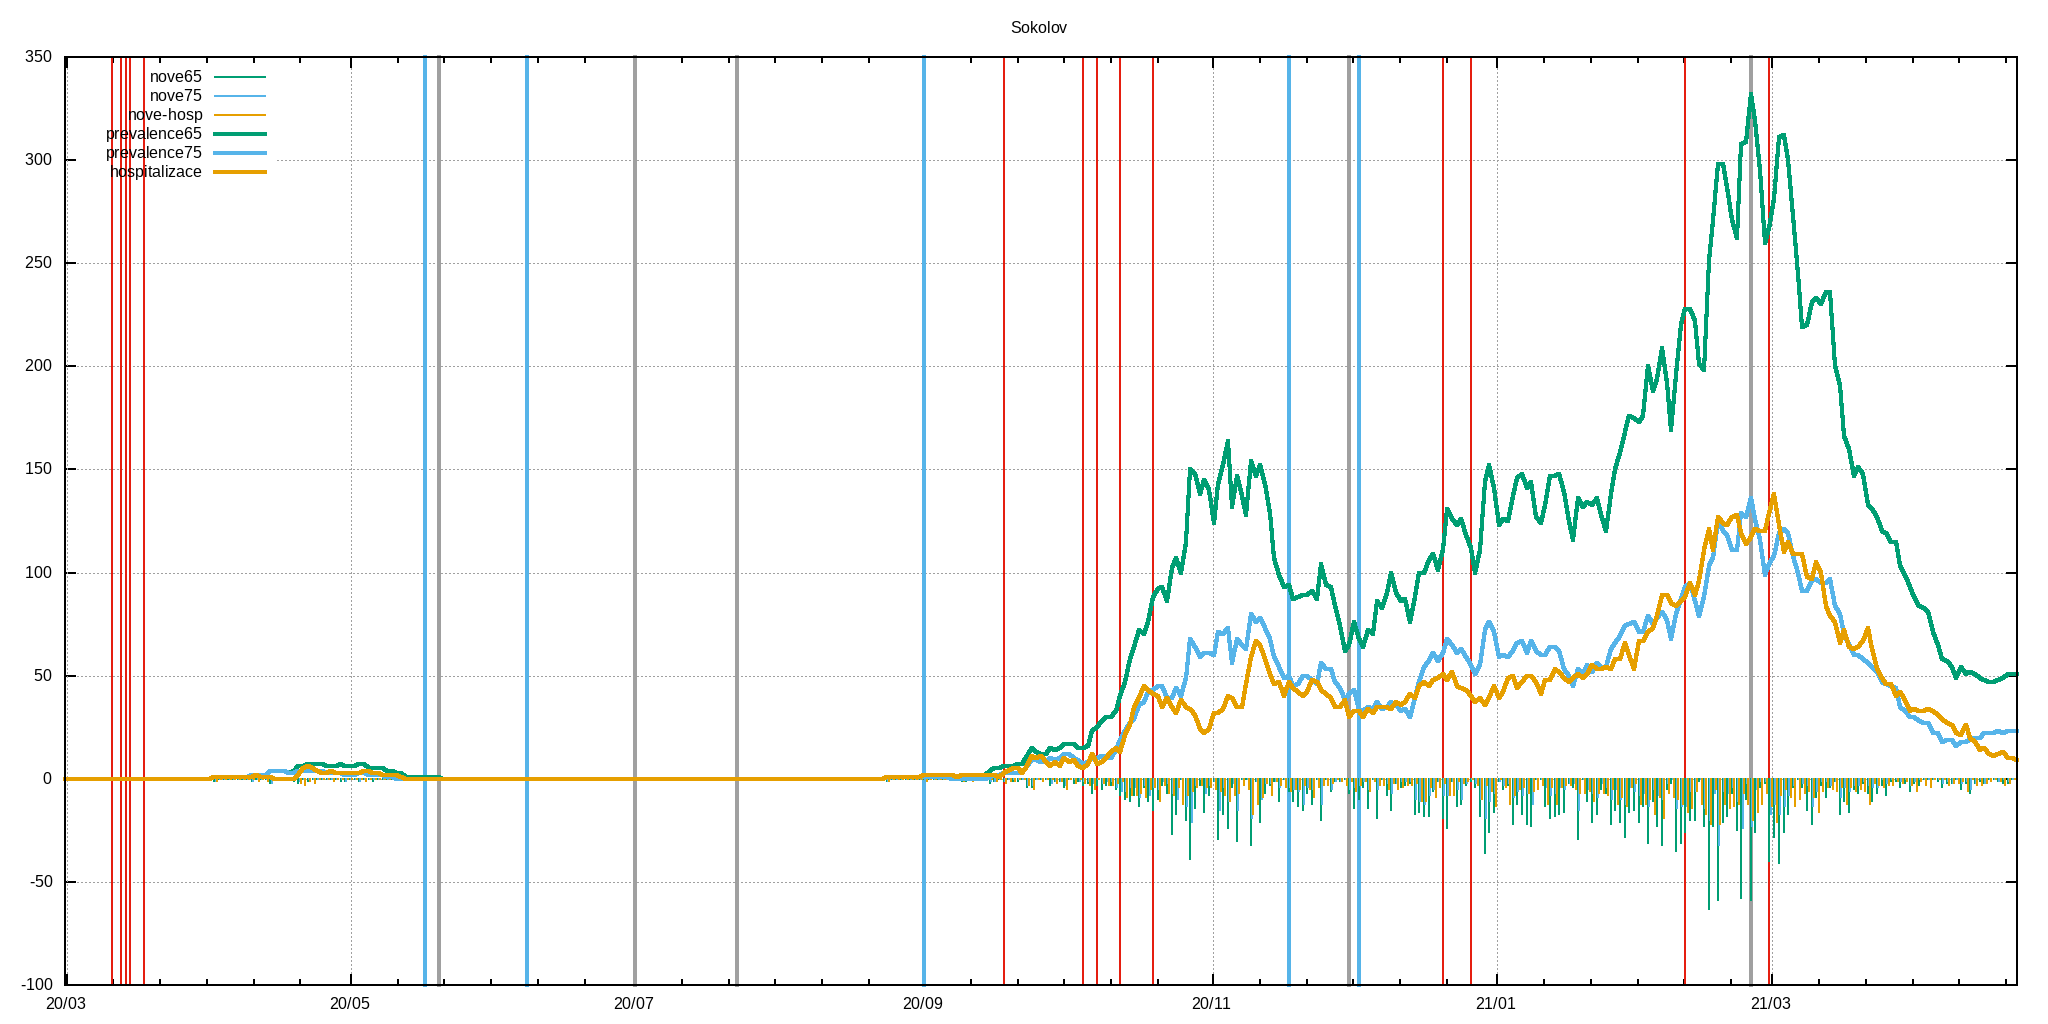 Sokolov
350
300
250
200
150
100
50
0
-50
-100
nove65
nove75
nove-hosp
prevalence65
prevalence75
hospitalizace
20/03 20/05 20/07 20/09 20/11 21/01 21/03